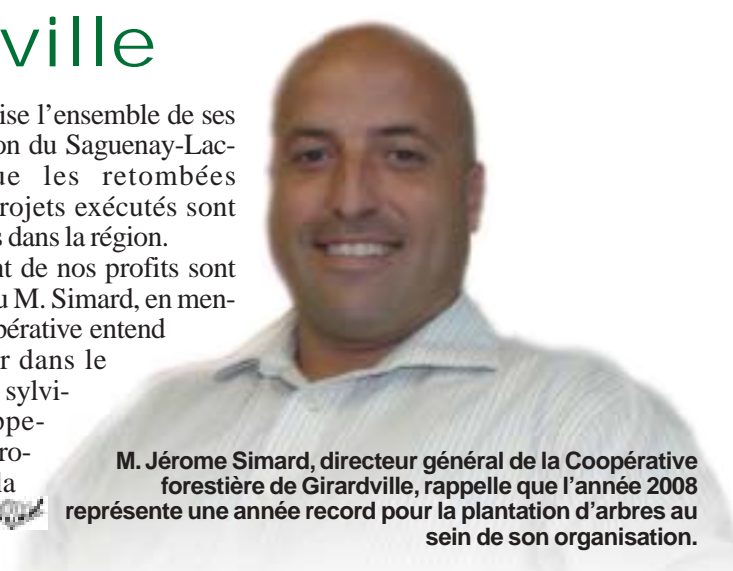 ville
ise l’ensemble de ses
on du Saguenay-Lac-
ue les retombées
rojets exécutés sont
s dans la région.
nt de nos profits sont
u M. Simard, en men-
pérative entend
r dans le
sylvi-
ppe-
ro-
la
M. Jérome Simard, directeur général de la Coopérative
forestière de Girardville, rappelle que l’année 2008
représente une année record pour la plantation d’arbres au
sein de son organisation.